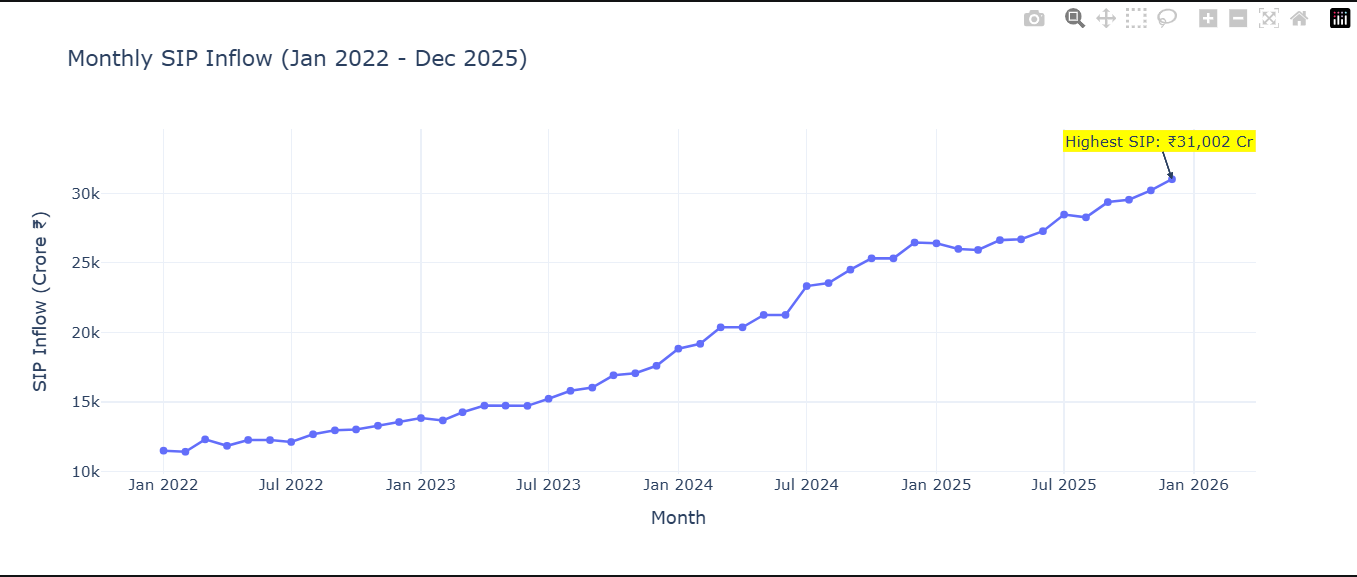 Monthly SIP Inflow (Jan 2022 - Dec 2025)
Highest SIP: ₹31,002 Cr
30k
25k
20k
15k
10k
SIP Inflow (Crore ₹)
Jan 2022 Jul 2022 Jan 2023 Jul 2023 Jan 2024 Jul 2024 Jan 2025 Jul 2025 Jan 2026
Month